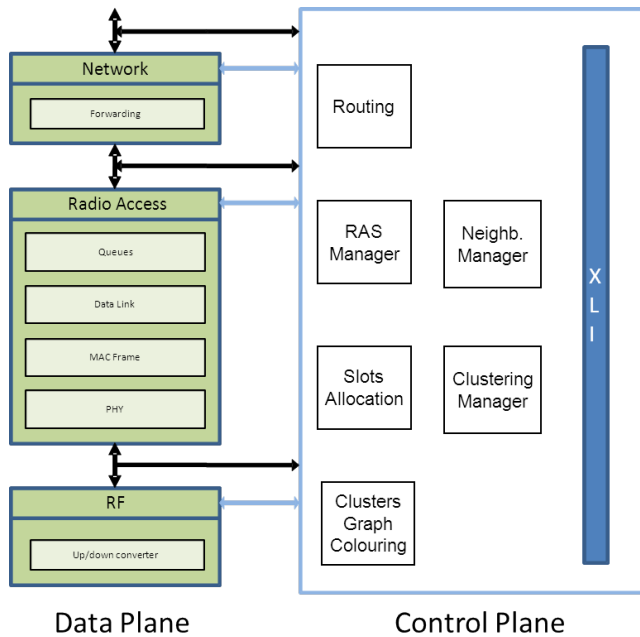 Network
Forwarding
Radio Access
Queues
Data Link
MAC Frame
PHY
RF
Up/down converter
Data Plane
Routing
RAS
Manager
Neighb.
Manager
Slots
Allocation
Clustering
Manager
Clusters
Graph
Colouring
X
L
I
Control Plane